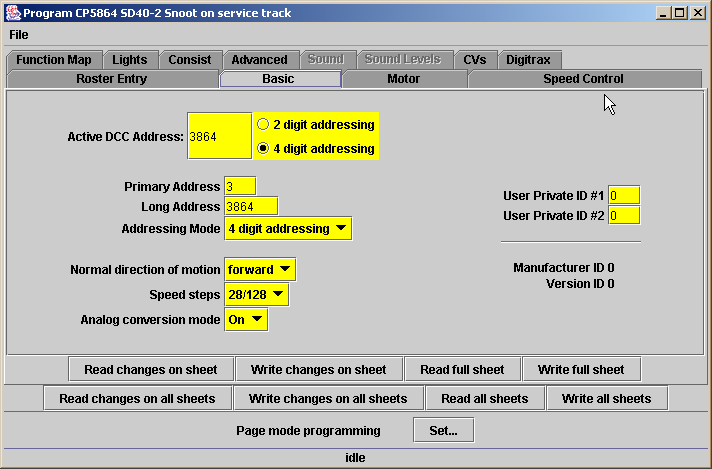 Program CP5864 SD40-2 Snoot on service track
File
Function Map Lights Consist Advanced Sound Sound Levels CVs Digitrax
Roster Entry Basic Motor Speed Control
Active DCC Address: 3864 2 digit addressing
4 digit addressing
Primary Address 3
Long Address 3864
Addressing Mode 4 digit addressing
User Private ID #1 0
User Private ID #2 0
Normal direction of motion forward
Speed steps 28/128
Analog conversion mode On
Manufacturer ID 0
Version ID 0
Read changes on sheet Write changes on sheet Read full sheet Write full sheet
Read changes on all sheets Write changes on all sheets Read all sheets Write all sheets
Page mode programming Set...
idle